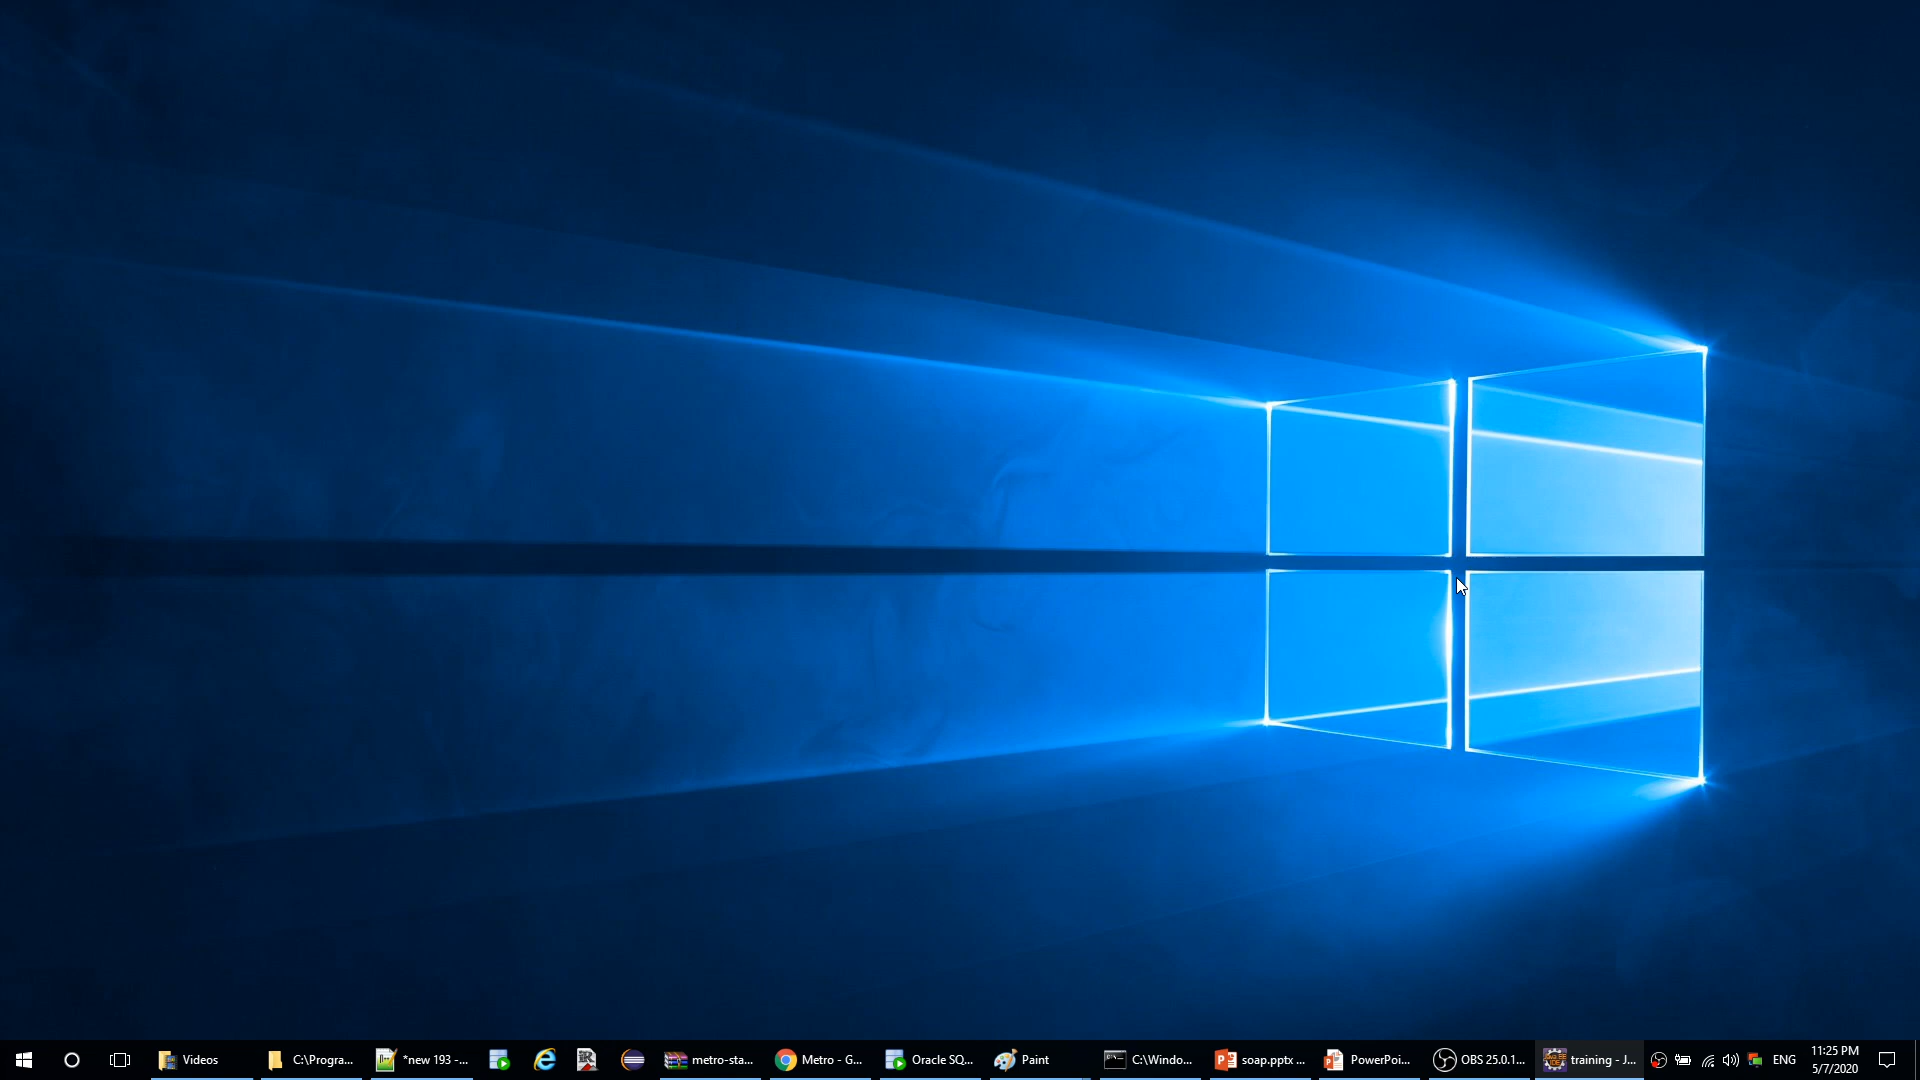 Videos
C:\Progra...
*new 193 -...
metro-sta...
Metro - G...
Oracle SQ...
Paint
C:\Windo...
soap.pptx ...
PowerPoi...
OBS 25.0.1...
training - J...
ENG
11:25 PM
5/7/2020